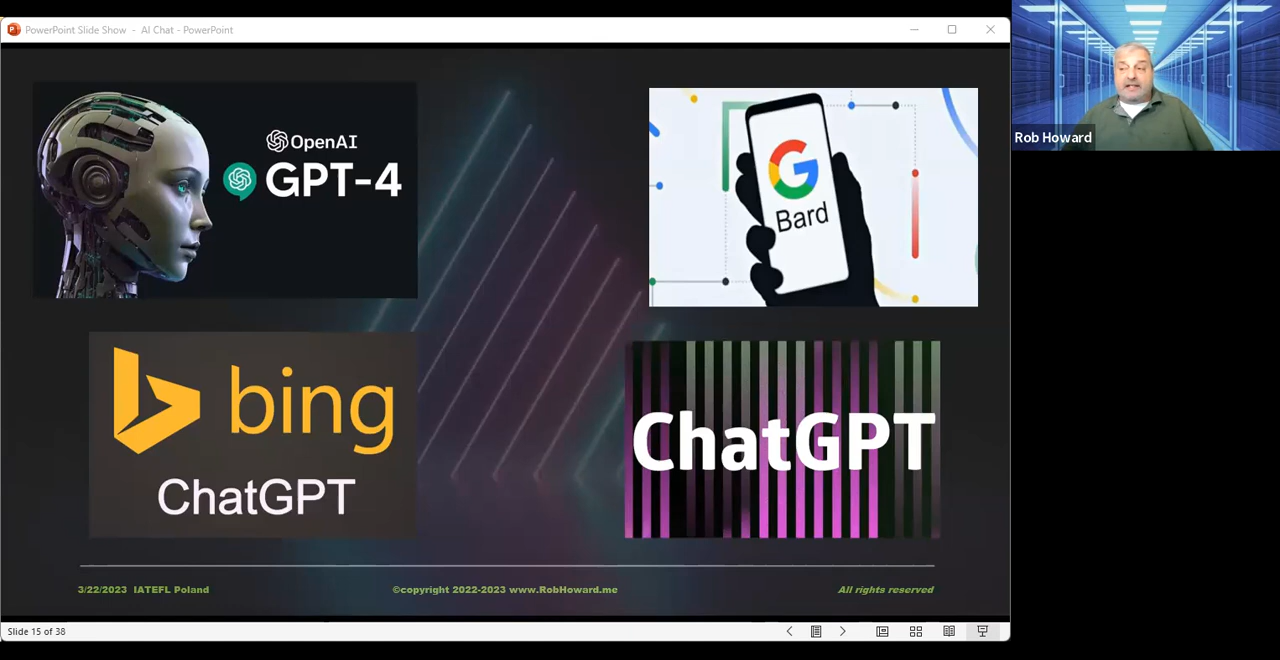 PowerPoint Slide Show - AI Chat - PowerPoint
OpenAI
GPT-4
G
Bard
bing
ChatGPT
ChatGPT
3/22/2023 IATEFL Poland
©copyright 2022-2023 www.RobHoward.me
All rights reserved
Slide 15 of 38
Rob Howard